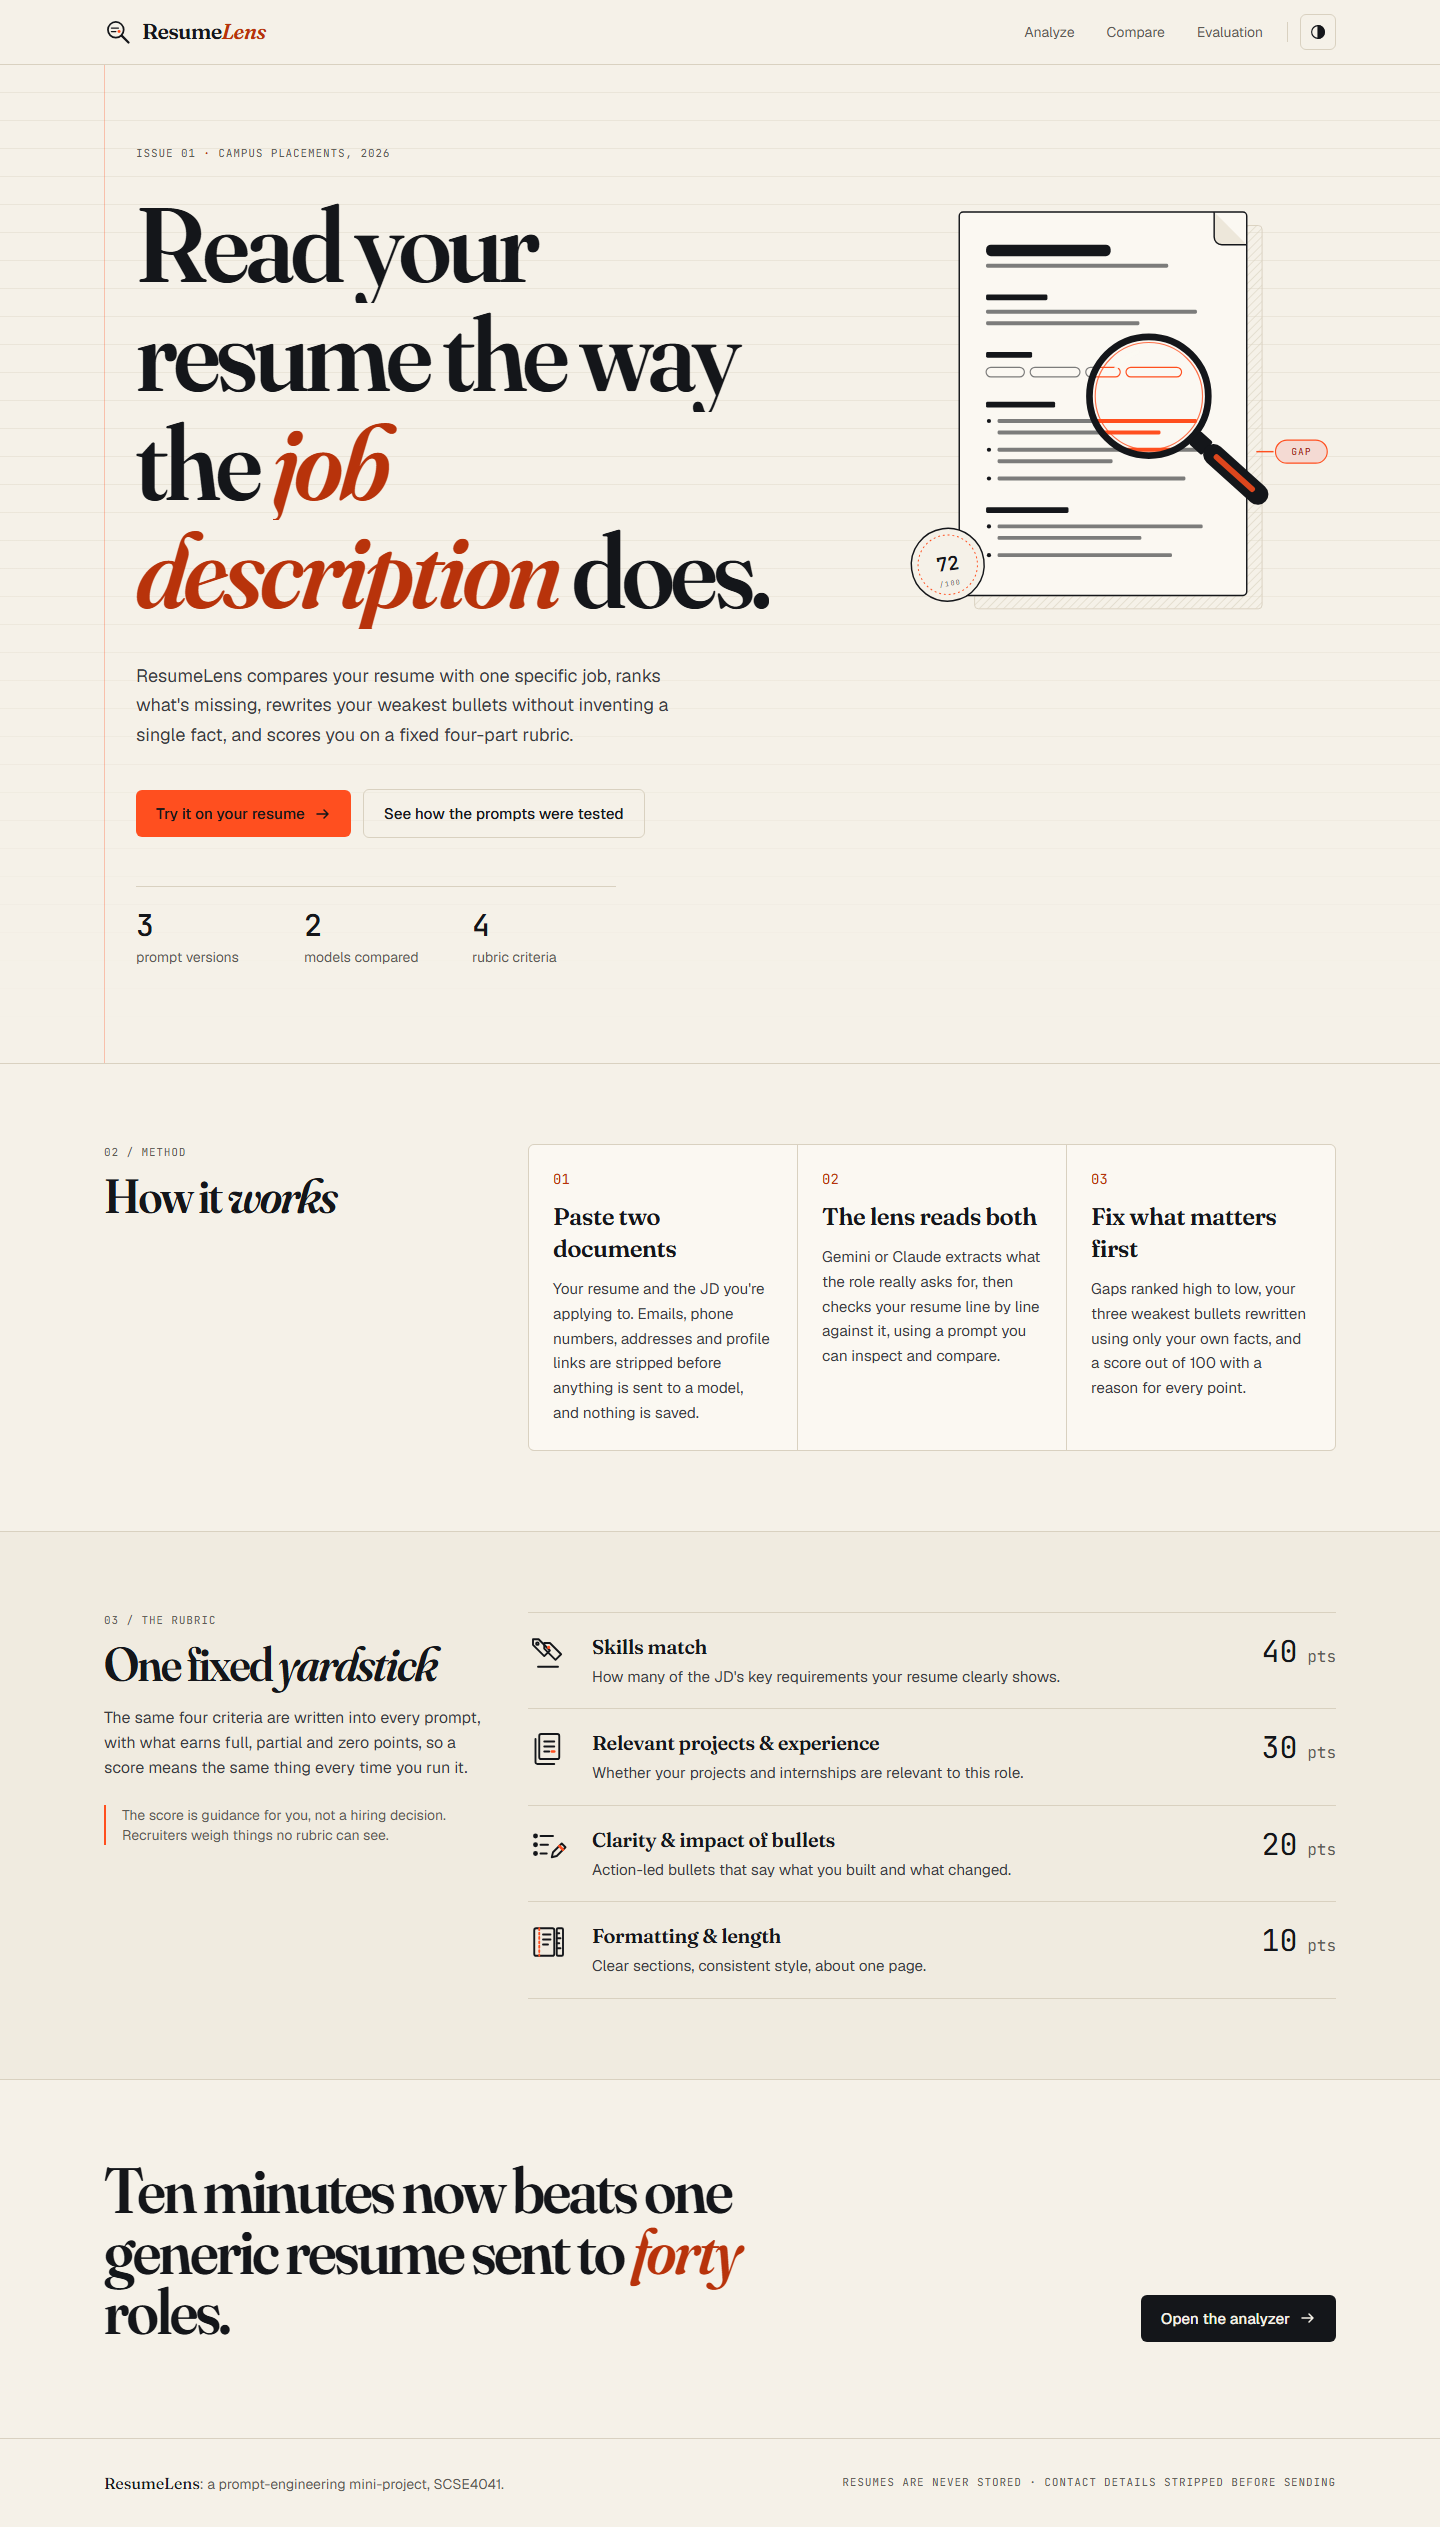 ResumeLens
Analyze
Compare
Evaluation
ISSUE 01 · CAMPUS PLACEMENTS, 2026
Read your
resume the way
the job
description does.
GAP
72
/100
ResumeLens compares your resume with one specific job, ranks
what's missing, rewrites your weakest bullets without inventing a
single fact, and scores you on a fixed four-part rubric.
Try it on your resume →
See how the prompts were tested
3
prompt versions
2
models compared
4
rubric criteria
02 / METHOD
How it works
01
Paste two
documents
Your resume and the JD you're
applying to. Emails, phone
numbers, addresses and profile
links are stripped before
anything is sent to a model,
and nothing is saved.
02
The lens reads both
Gemini or Claude extracts what
the role really asks for, then
checks your resume line by line
against it, using a prompt you
can inspect and compare.
03
Fix what matters
first
Gaps ranked high to low, your
three weakest bullets rewritten
using only your own facts, and
a score out of 100 with a
reason for every point.
03 / THE RUBRIC
One fixed yardstick
The same four criteria are written into every prompt,
with what earns full, partial and zero points, so a
score means the same thing every time you run it.
The score is guidance for you, not a hiring decision.
Recruiters weigh things no rubric can see.
Skills match
How many of the JD's key requirements your resume clearly shows.
40 pts
Relevant projects & experience
Whether your projects and internships are relevant to this role.
30 pts
Clarity & impact of bullets
Action-led bullets that say what you built and what changed.
20 pts
Formatting & length
Clear sections, consistent style, about one page.
10 pts
Ten minutes now beats one
generic resume sent to forty
roles.
Open the analyzer →
ResumeLens: a prompt-engineering mini-project, SCSE4041.
RESUMES ARE NEVER STORED · CONTACT DETAILS STRIPPED BEFORE SENDING